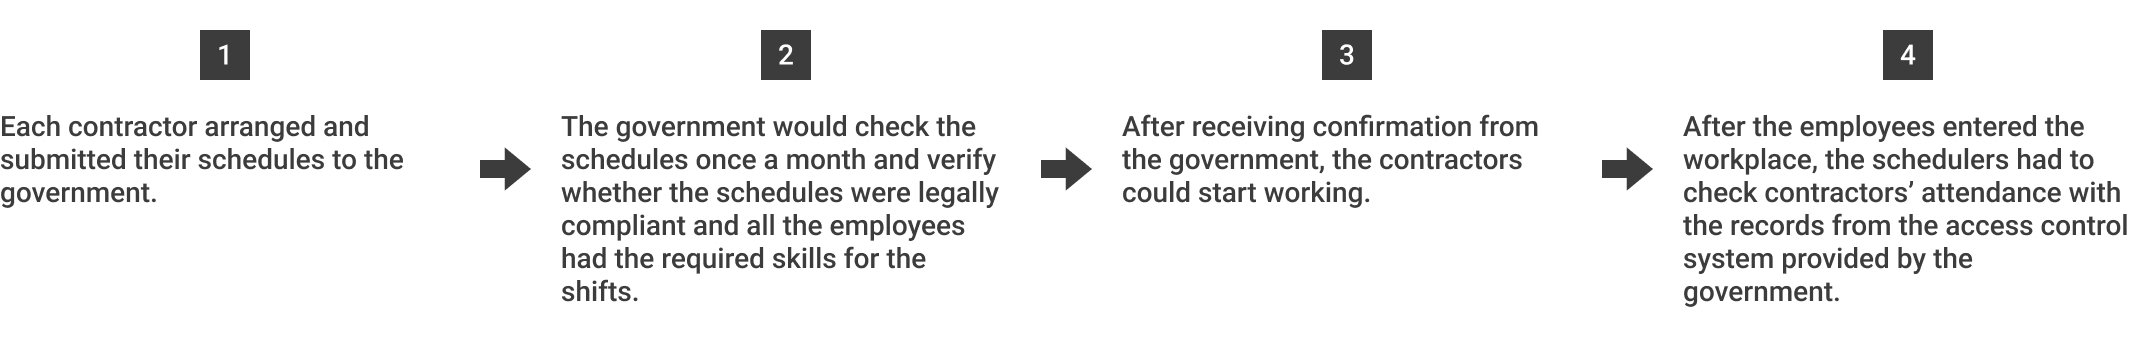 1
Each contractor arranged and
submitted their schedules to the
government.
2
The government would check the
schedules once a month and verify
whether the schedules were legally
compliant and all the employees
had the required skills for the
shifts.
3
After receiving confirmation from
the government, the contractors
could start working.
4
After the employees entered the
workplace, the schedulers had to
check contractors’ attendance with
the records from the access control
system provided by the
government.